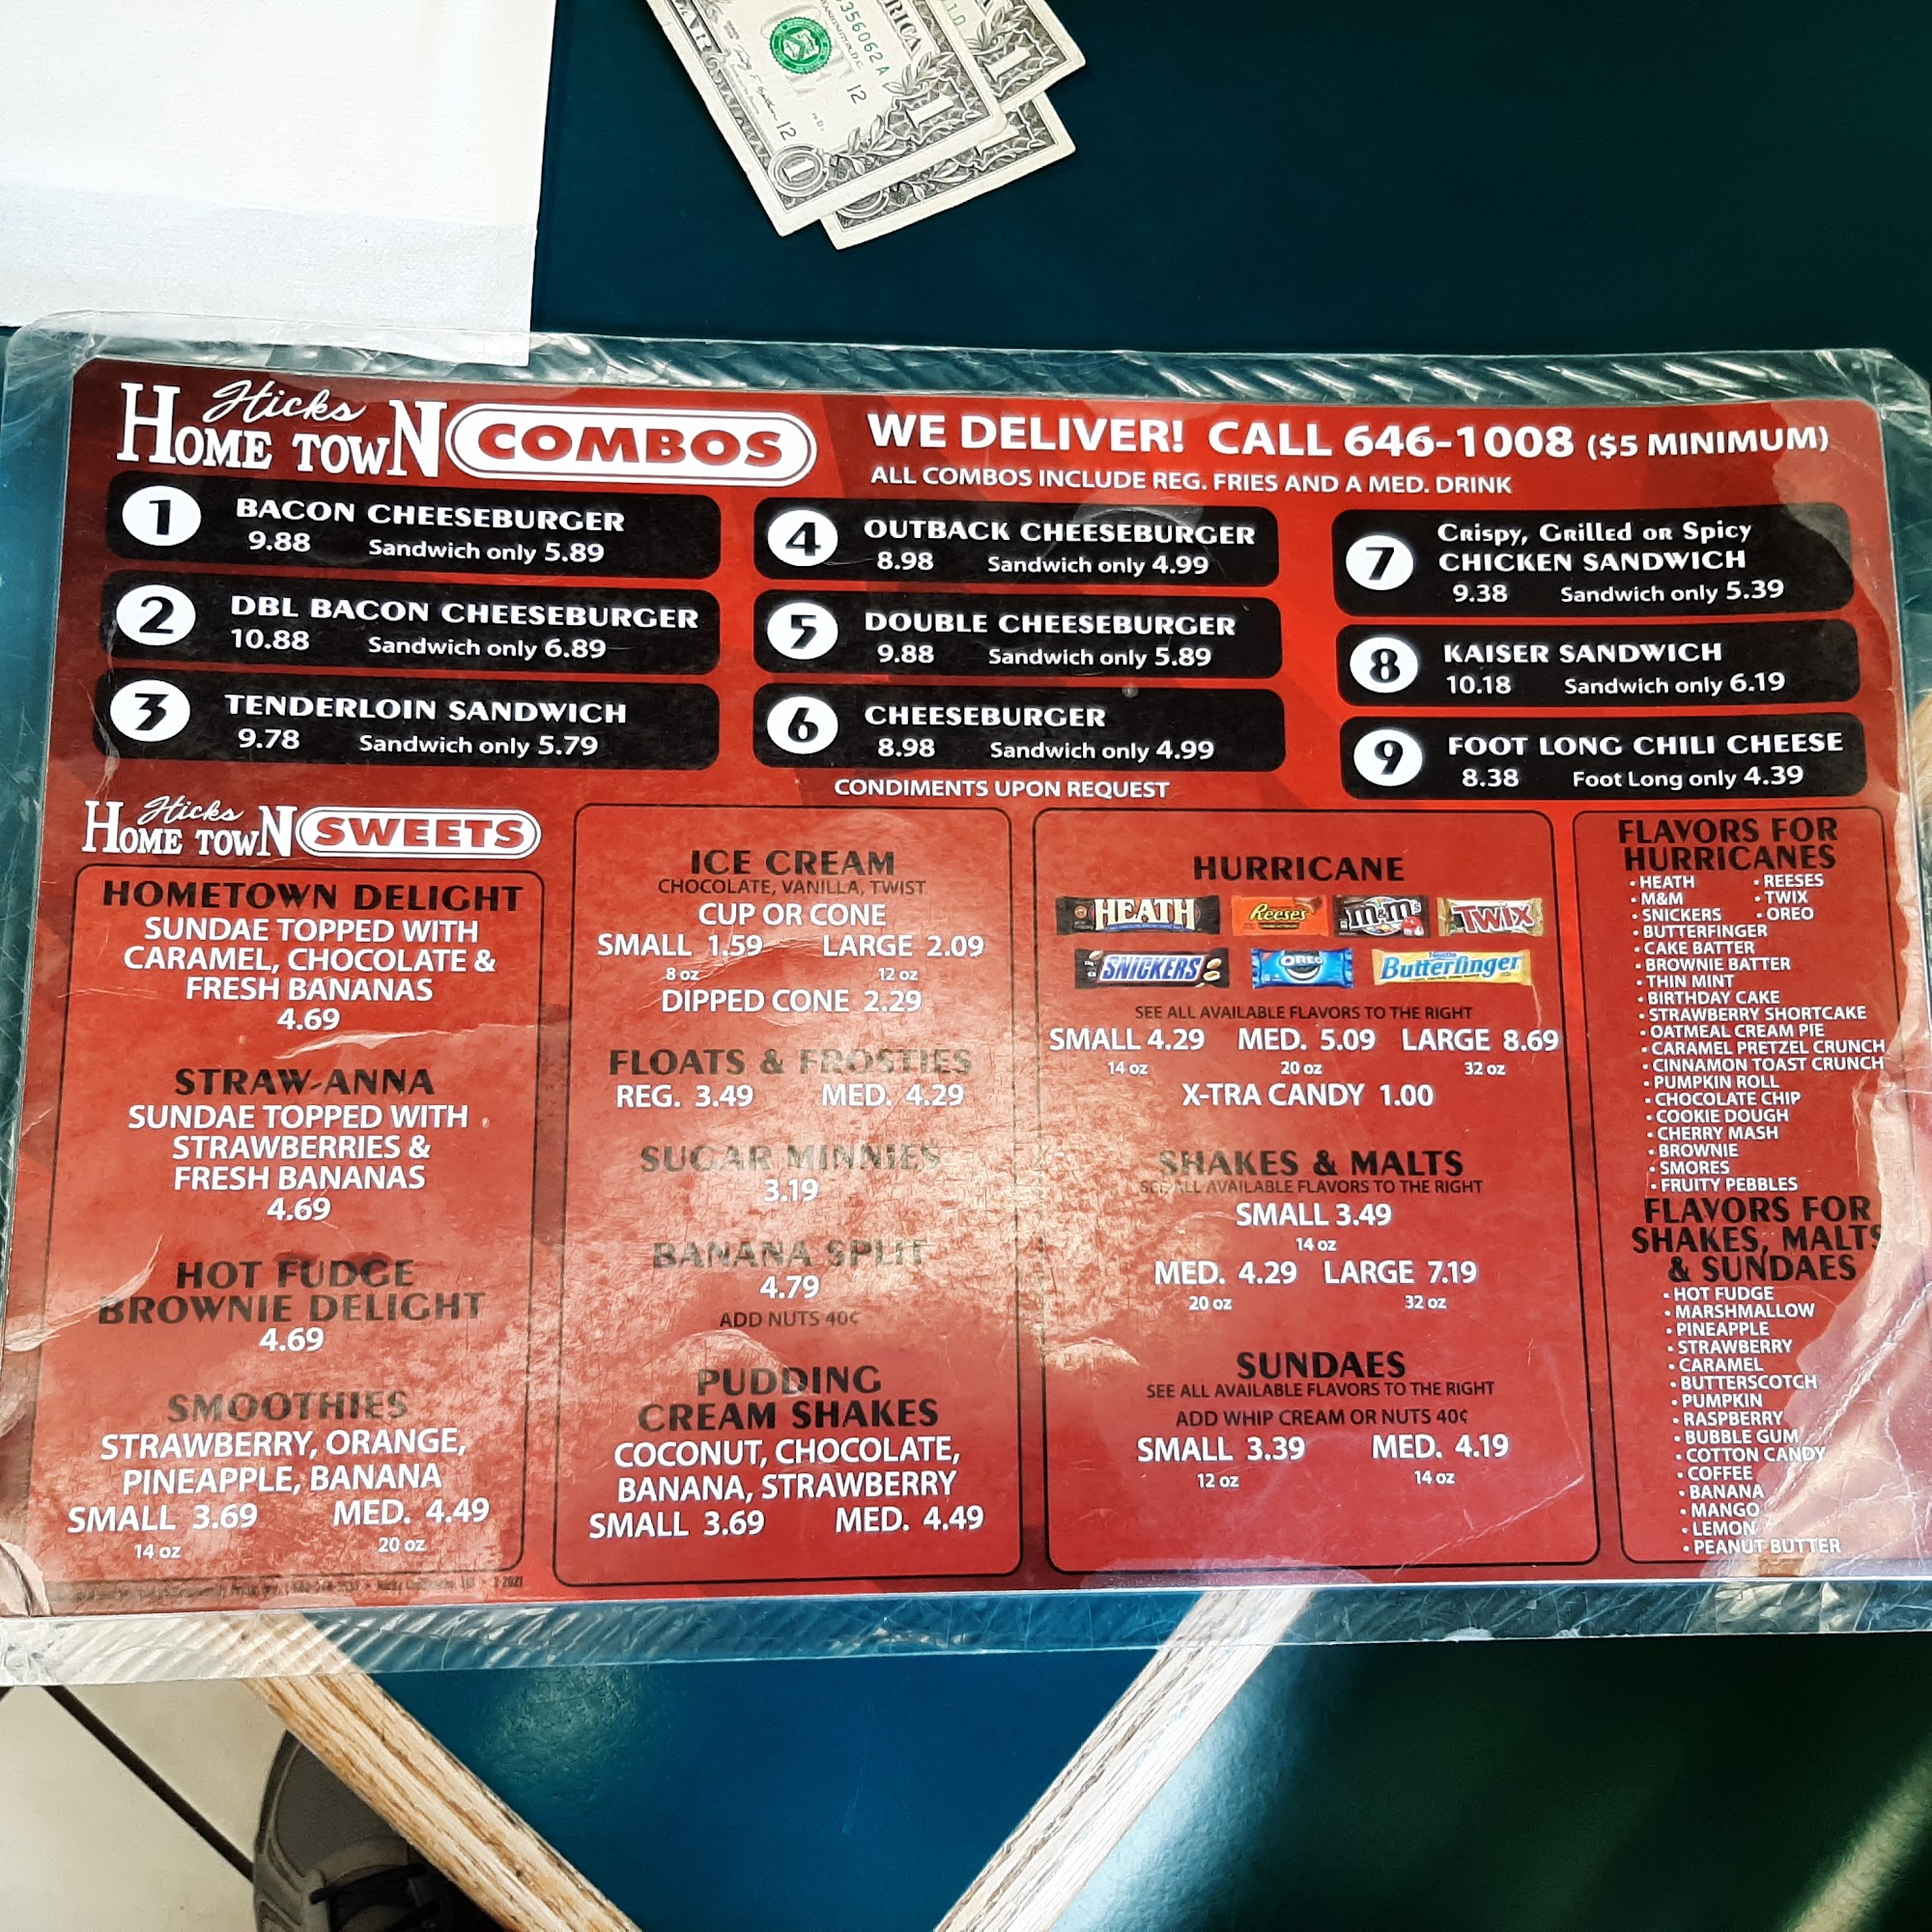 356062 A
RICA
12
12
1
1
1
1
Hicks
HOME TOWN COMBOS
WE DELIVER! CALL 646-1008 ($5 MINIMUM)
ALL COMBOS INCLUDE REG. FRIES AND A MED. DRINK
1 BACON CHEESEBURGER
9.88 Sandwich only 5.89
2 DBL BACON CHEESEBURGER
10.88 Sandwich only 6.89
3 TENDERLOIN SANDWICH
9.78 Sandwich only 5.79
4 OUTBACK CHEESEBURGER
8.98 Sandwich only 4.99
5 DOUBLE CHEESEBURGER
9.88 Sandwich only 5.89
6 CHEESEBURGER
8.98 Sandwich only 4.99
7 Crispy, Grilled or Spicy
CHICKEN SANDWICH
9.38 Sandwich only 5.39
8 KAISER SANDWICH
10.18 Sandwich only 6.19
9 FOOT LONG CHILI CHEESE
8.38 Foot Long only 4.39
CONDIMENTS UPON REQUEST
Hicks
HOME TOWN SWEETS
HOMETOWN DELIGHT
SUNDAE TOPPED WITH
CARAMEL, CHOCOLATE &
FRESH BANANAS
4.69
STRAW-ANNA
SUNDAE TOPPED WITH
STRAWBERRIES &
FRESH BANANAS
4.69
HOT FUDGE
BROWNIE DELIGHT
4.69
SMOOTHIES
STRAWBERRY, ORANGE,
PINEAPPLE, BANANA
SMALL 3.69 MED. 4.49
14 oz 20 oz
ICE CREAM
CHOCOLATE, VANILLA, TWIST
CUP OR CONE
SMALL 1.59 LARGE 2.09
8 oz 12 oz
DIPPED CONE 2.29
FLOATS & FROSTIES
REG. 3.49 MED. 4.29
SUGAR MINNIES
3.19
BANANA SPLIT
4.79
ADD NUTS 40¢
PUDDING
CREAM SHAKES
COCONUT, CHOCOLATE,
BANANA, STRAWBERRY
SMALL 3.69 MED. 4.49
HURRICANE
HEATH Reese's m&m's TWIX
SNICKERS OREO Butterfinger
SEE ALL AVAILABLE FLAVORS TO THE RIGHT
SMALL 4.29 MED. 5.09 LARGE 8.69
14 oz 20 oz 32 oz
X-TRA CANDY 1.00
SHAKES & MALTS
SEE ALL AVAILABLE FLAVORS TO THE RIGHT
SMALL 3.49
14 oz
MED. 4.29 LARGE 7.19
20 oz 32 oz
SUNDAES
SEE ALL AVAILABLE FLAVORS TO THE RIGHT
ADD WHIP CREAM OR NUTS 40¢
SMALL 3.39 MED. 4.19
12 oz 14 oz
FLAVORS FOR
HURRICANES
• HEATH • REESES
• M&M • TWIX
• SNICKERS • OREO
• BUTTERFINGER
• CAKE BATTER
• BROWNIE BATTER
• THIN MINT
• BIRTHDAY CAKE
• STRAWBERRY SHORTCAKE
• OATMEAL CREAM PIE
• CARAMEL PRETZEL CRUNCH
• CINNAMON TOAST CRUNCH
• PUMPKIN ROLL
• CHOCOLATE CHIP
• COOKIE DOUGH
• CHERRY MASH
• BROWNIE
• SMORES
• FRUITY PEBBLES
FLAVORS FOR
SHAKES, MALTS
& SUNDAES
• HOT FUDGE
• MARSHMALLOW
• PINEAPPLE
• STRAWBERRY
• CARAMEL
• BUTTERSCOTCH
• PUMPKIN
• RASPBERRY
• BUBBLE GUM
• COTTON CANDY
• COFFEE
• BANANA
• MANGO
• LEMON
• PEANUT BUTTER